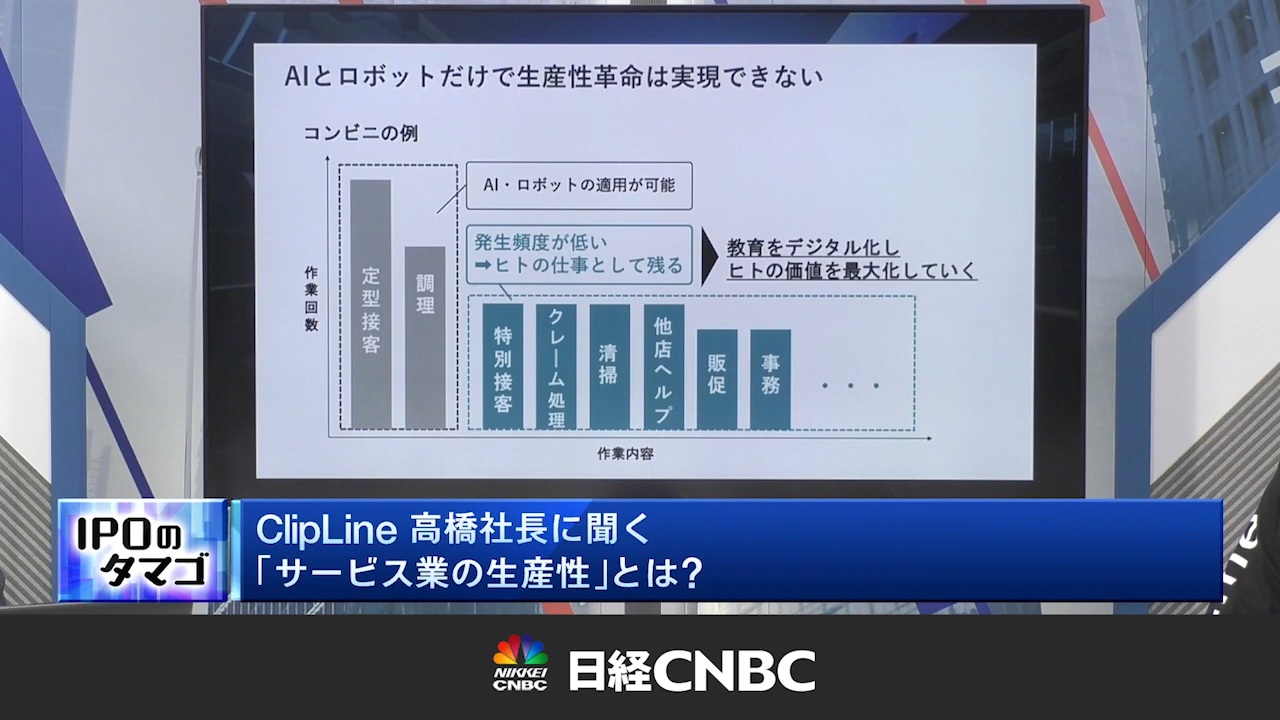 AIとロボットだけで生産性革命は実現できない
コンビニの例
AI・ロボットの適用が可能
発生頻度が低い
➡ヒトの仕事として残る
教育をデジタル化し
ヒトの価値を最大化していく
作業回数
定型接客
調理
特別接客
クレーム処理
清掃
他店ヘルプ
販促
事務
・・・
作業内容
IPOの
タマゴ
ClipLine 高橋社長に聞く
「サービス業の生産性」とは?
ine
NIKKEI
CNBC
日経CNBC